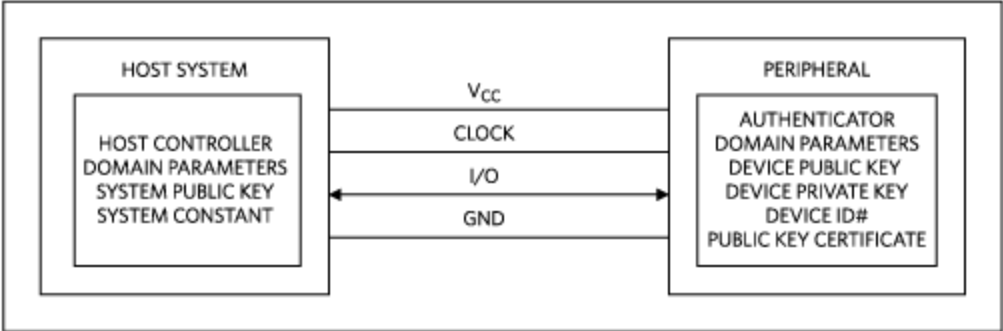 HOST SYSTEM
HOST CONTROLLER
DOMAIN PARAMETERS
SYSTEM PUBLIC KEY
SYSTEM CONSTANT
VCC
CLOCK
I/O
GND
PERIPHERAL
AUTHENTICATOR
DOMAIN PARAMETERS
DEVICE PUBLIC KEY
DEVICE PRIVATE KEY
DEVICE ID#
PUBLIC KEY CERTIFICATE